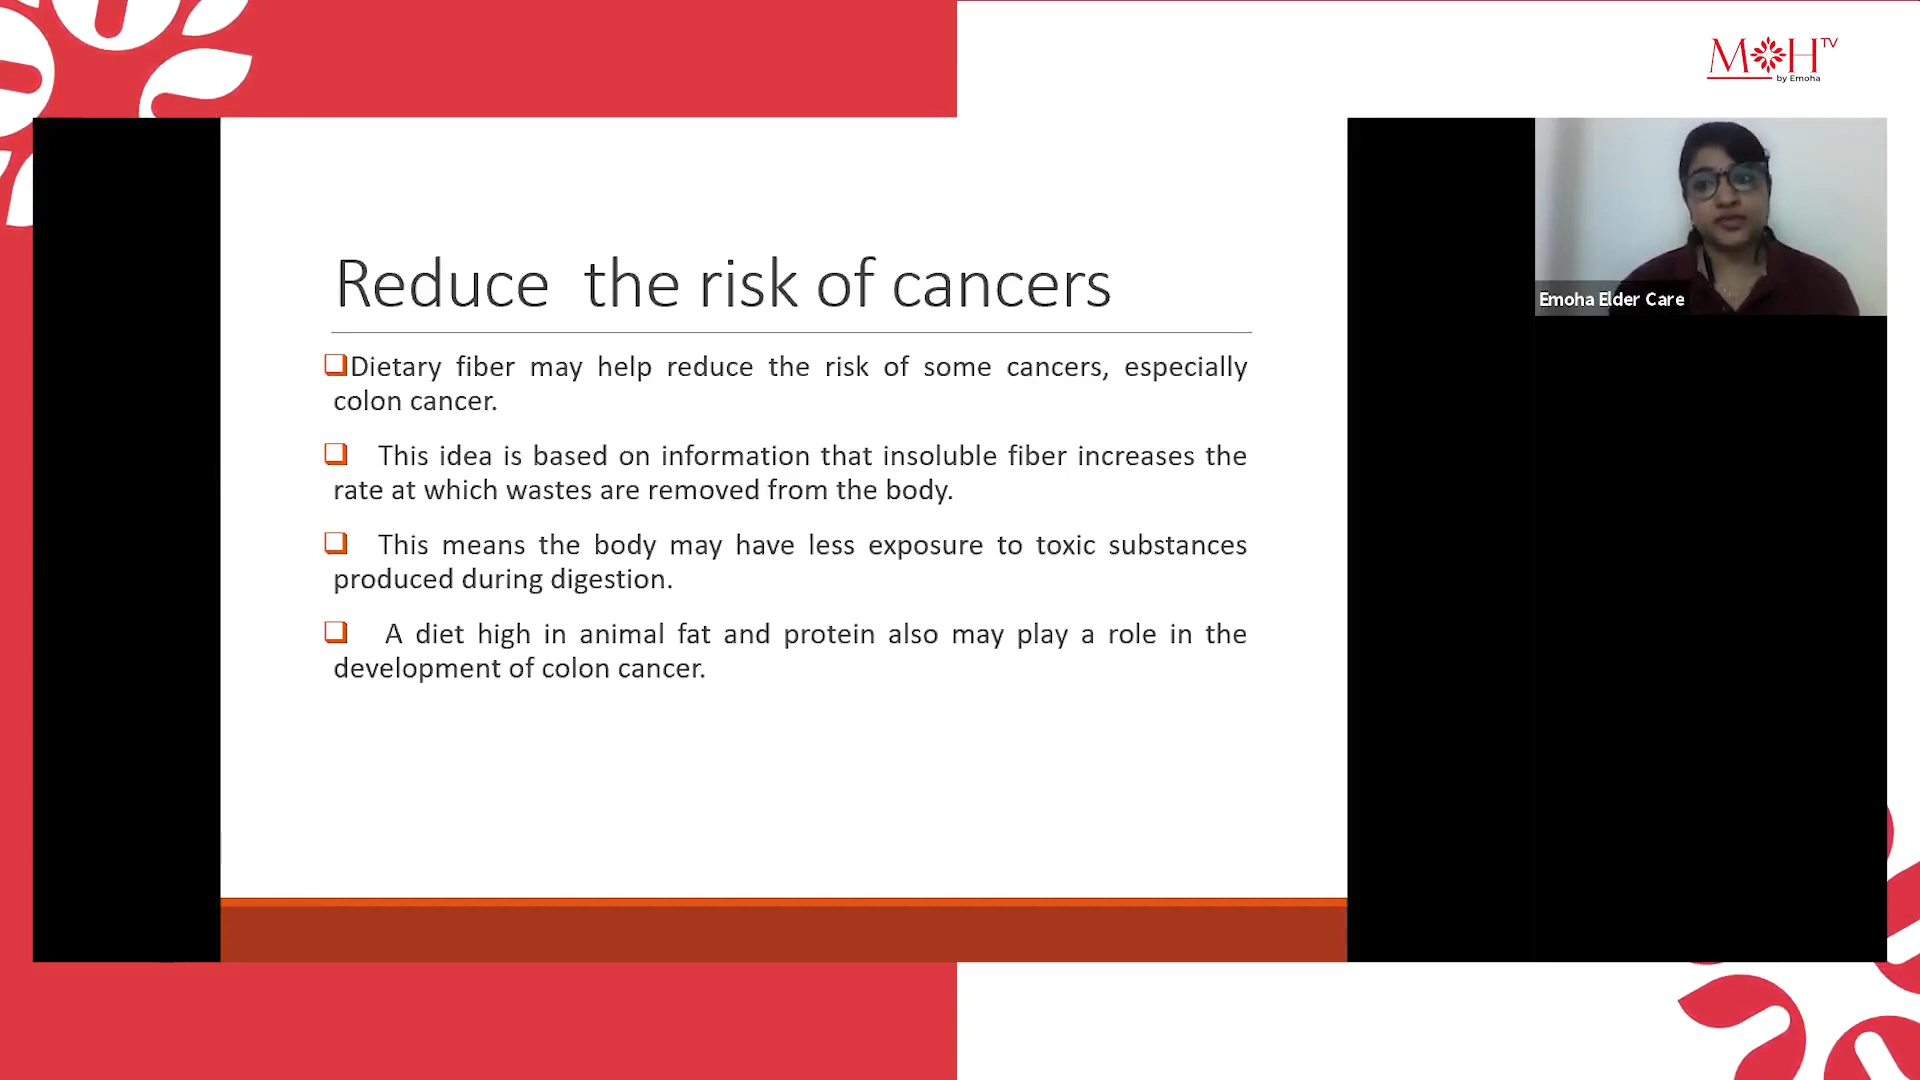 MOH TV
by Emoha
Emoha Elder Care
Reduce the risk of cancers
Dietary fiber may help reduce the risk of some cancers, especially
colon cancer.
This idea is based on information that insoluble fiber increases the
rate at which wastes are removed from the body.
This means the body may have less exposure to toxic substances
produced during digestion.
A diet high in animal fat and protein also may play a role in the
development of colon cancer.